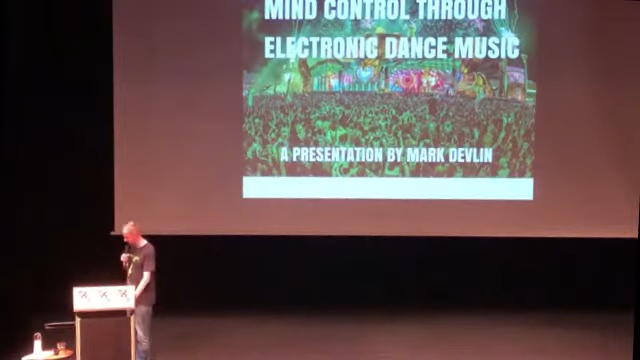 MIND CONTROL THROUGH
ELECTRONIC DANCE MUSIC
A PRESENTATION BY MARK DEVLIN